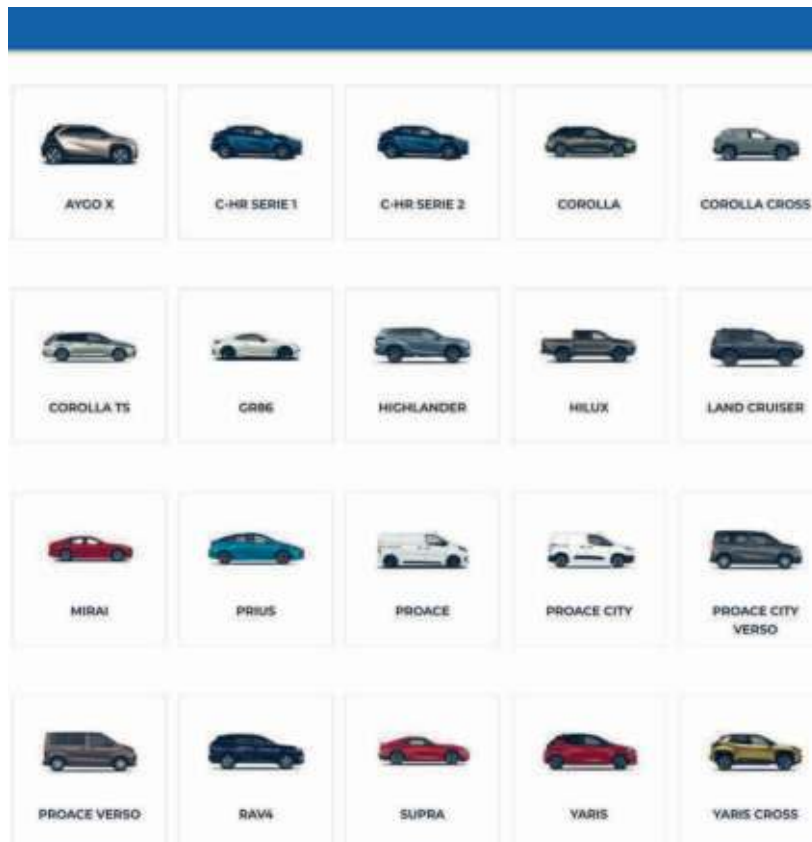 AYGO X
C-HR SERIE 1
C-HR SERIE 2
COROLLA
COROLLA CROSS
COROLLA TS
GR86
HIGHLANDER
HILUX
LAND CRUISER
MIRAI
PRIUS
PROACE
PROACE CITY
PROACE CITY
VERSO
PROACE VERSO
RAV4
SUPRA
YARIS
YARIS CROSS